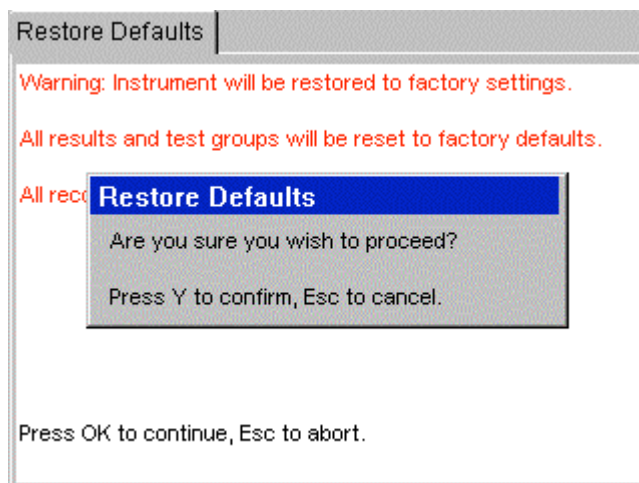 Restore Defaults
Warning: Instrument will be restored to factory settings.
All results and test groups will be reset to factory defaults.
All
Restore Defaults
Are you sure you wish to proceed?
Press Y to confirm, Esc to cancel.
Press OK to continue, Esc to abort.